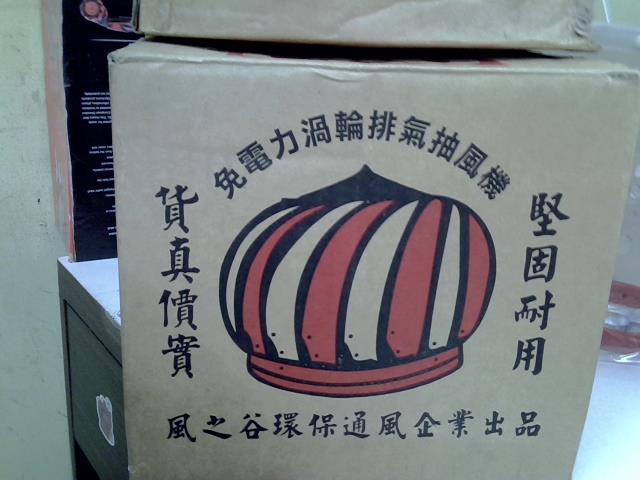 免電力渦輪排氣抽風機
貨真價實
堅固耐用
風之谷環保通風企業出品